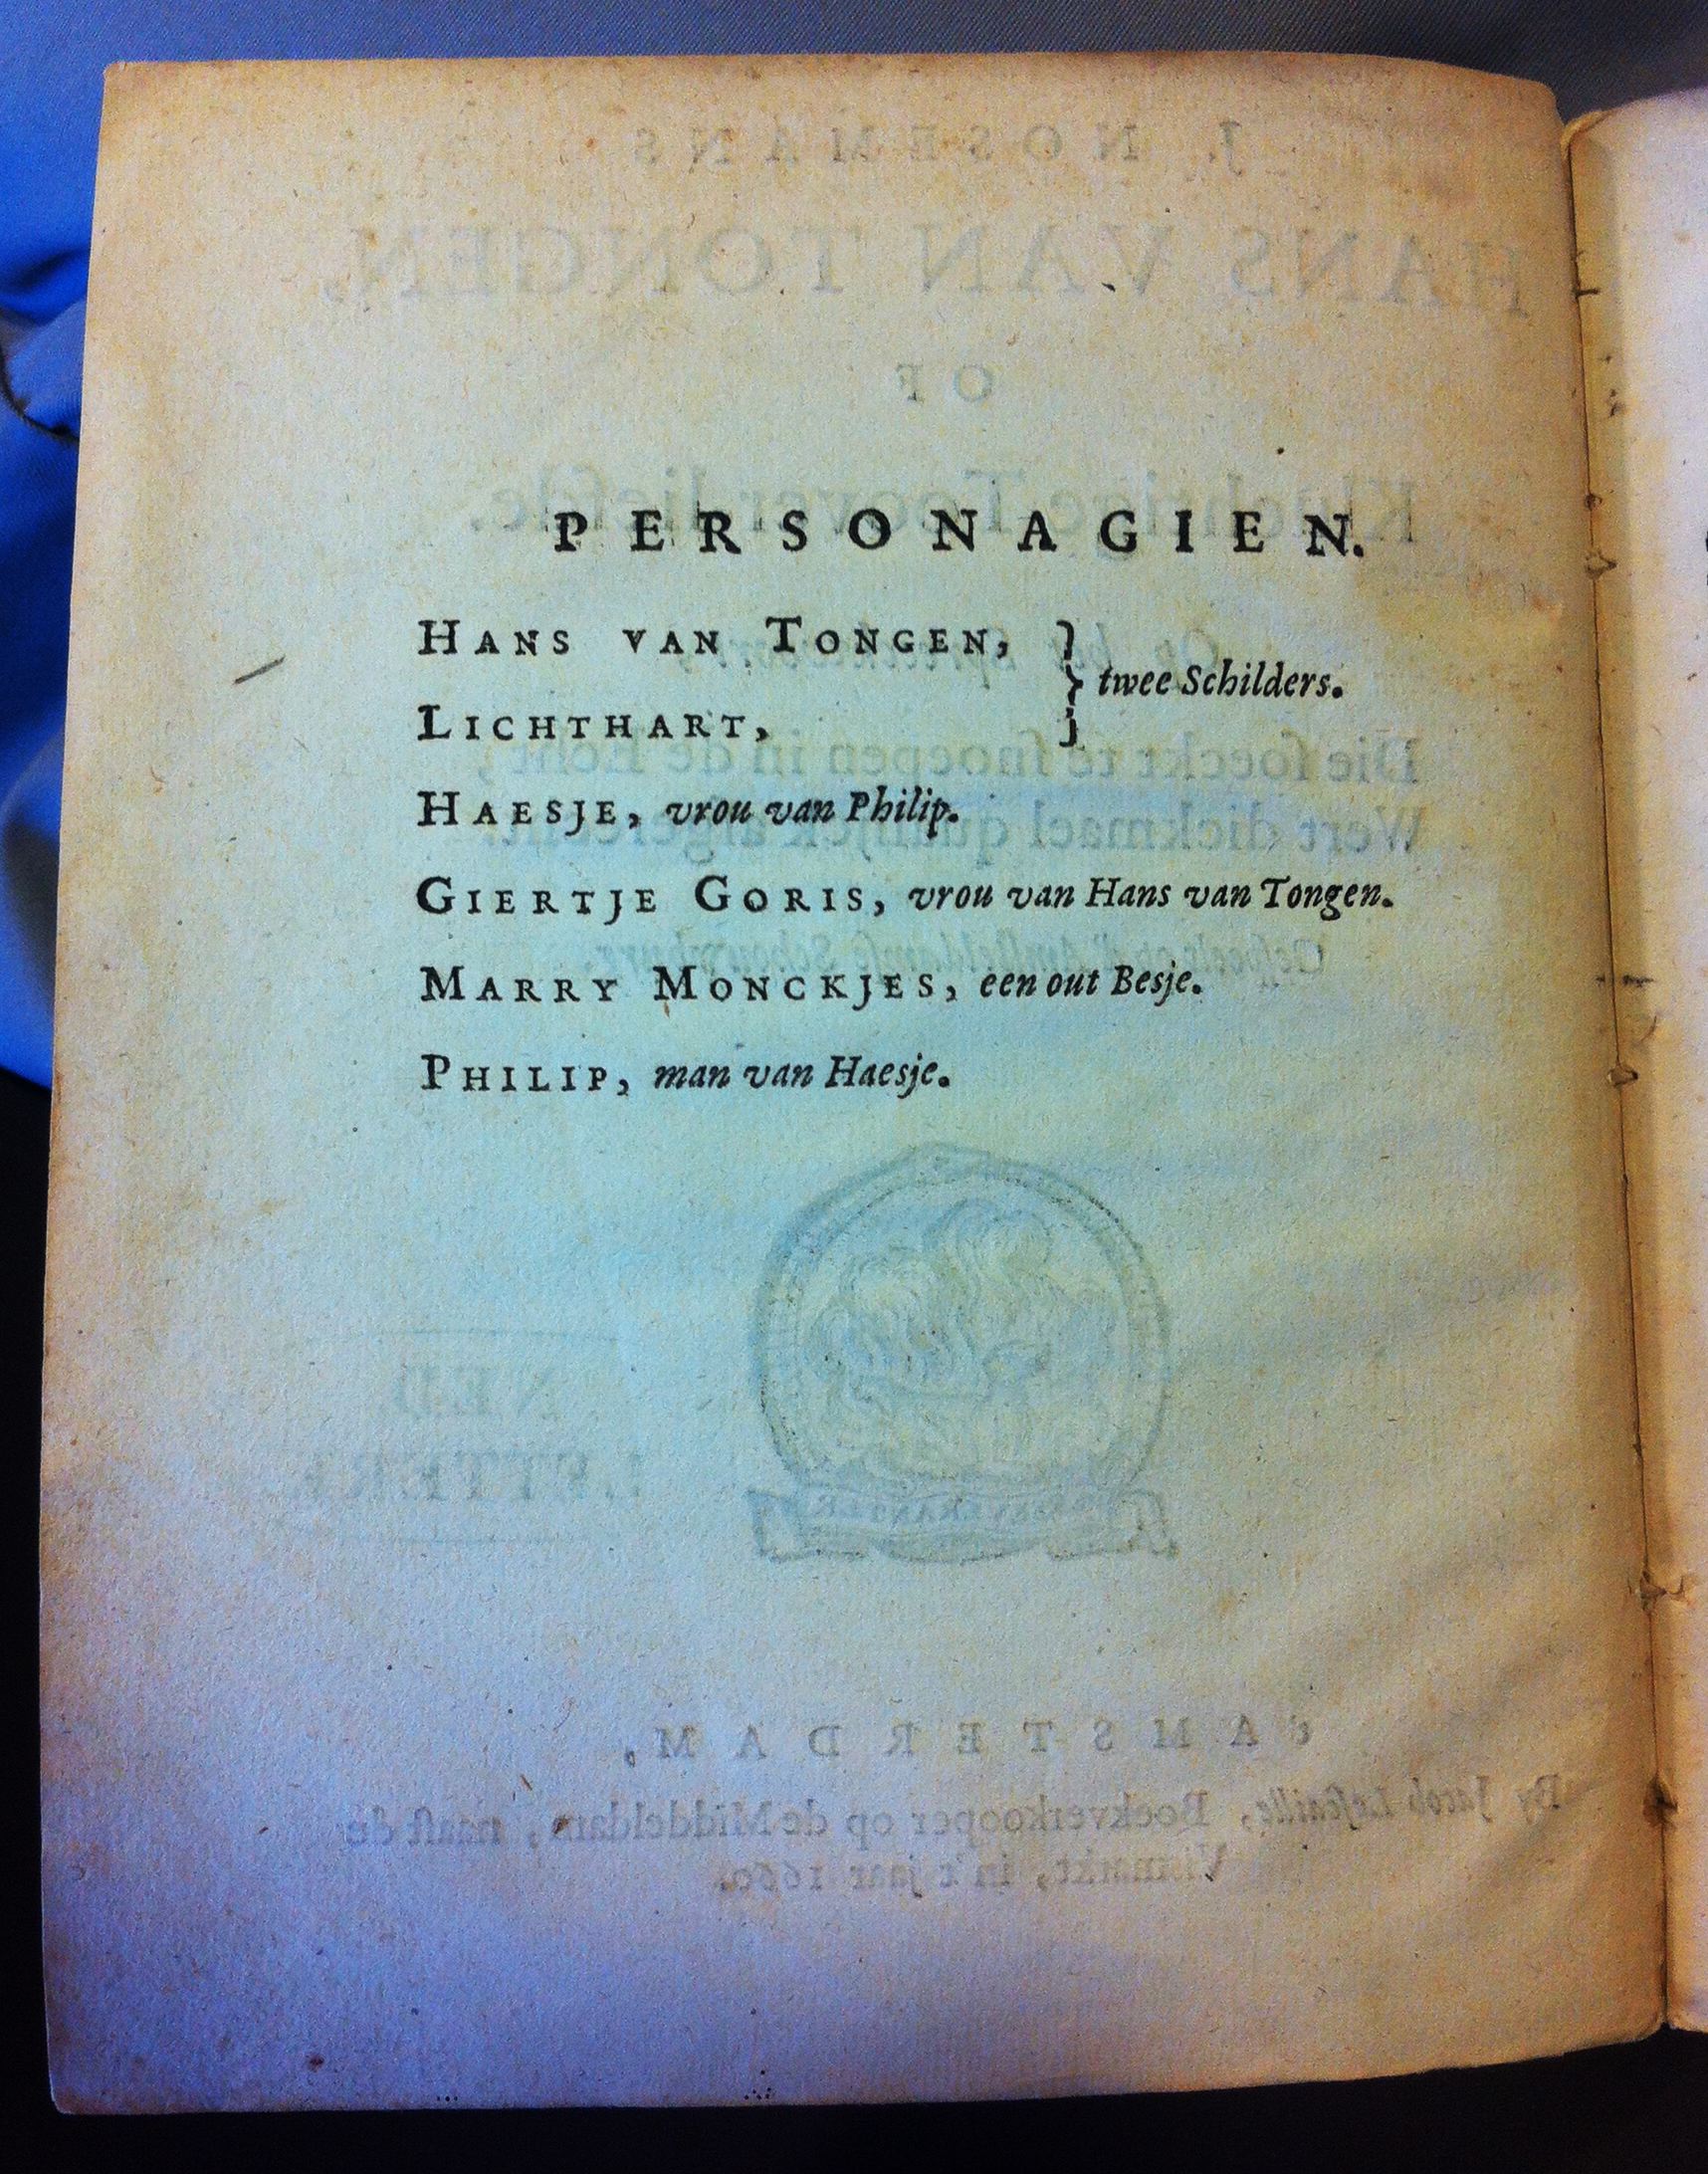 PERSONAGIEN.
HANS VAN TONGEN,
} twee Schilders.
LICHTHART,
HAESJE, vrou van Philip.
GIERTJE GORIS, vrou van Hans van Tongen.
MARRY MONCKJES, een out Besje.
PHILIP, man van Haesje.